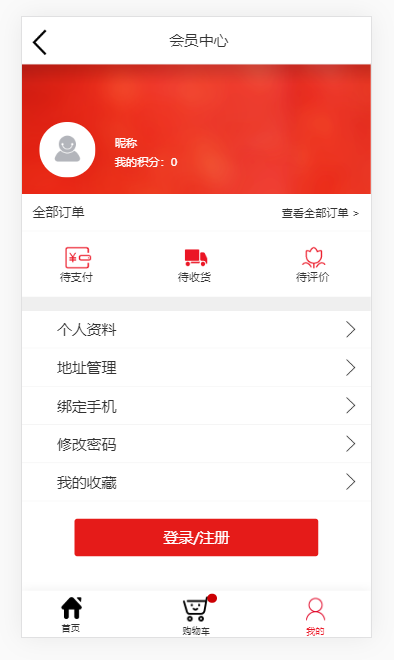 会员中心
昵称
我的积分：0
全部订单
查看全部订单 >
待支付
待收货
待评价
个人资料
地址管理
绑定手机
修改密码
我的收藏
登录/注册
首页
购物车
我的